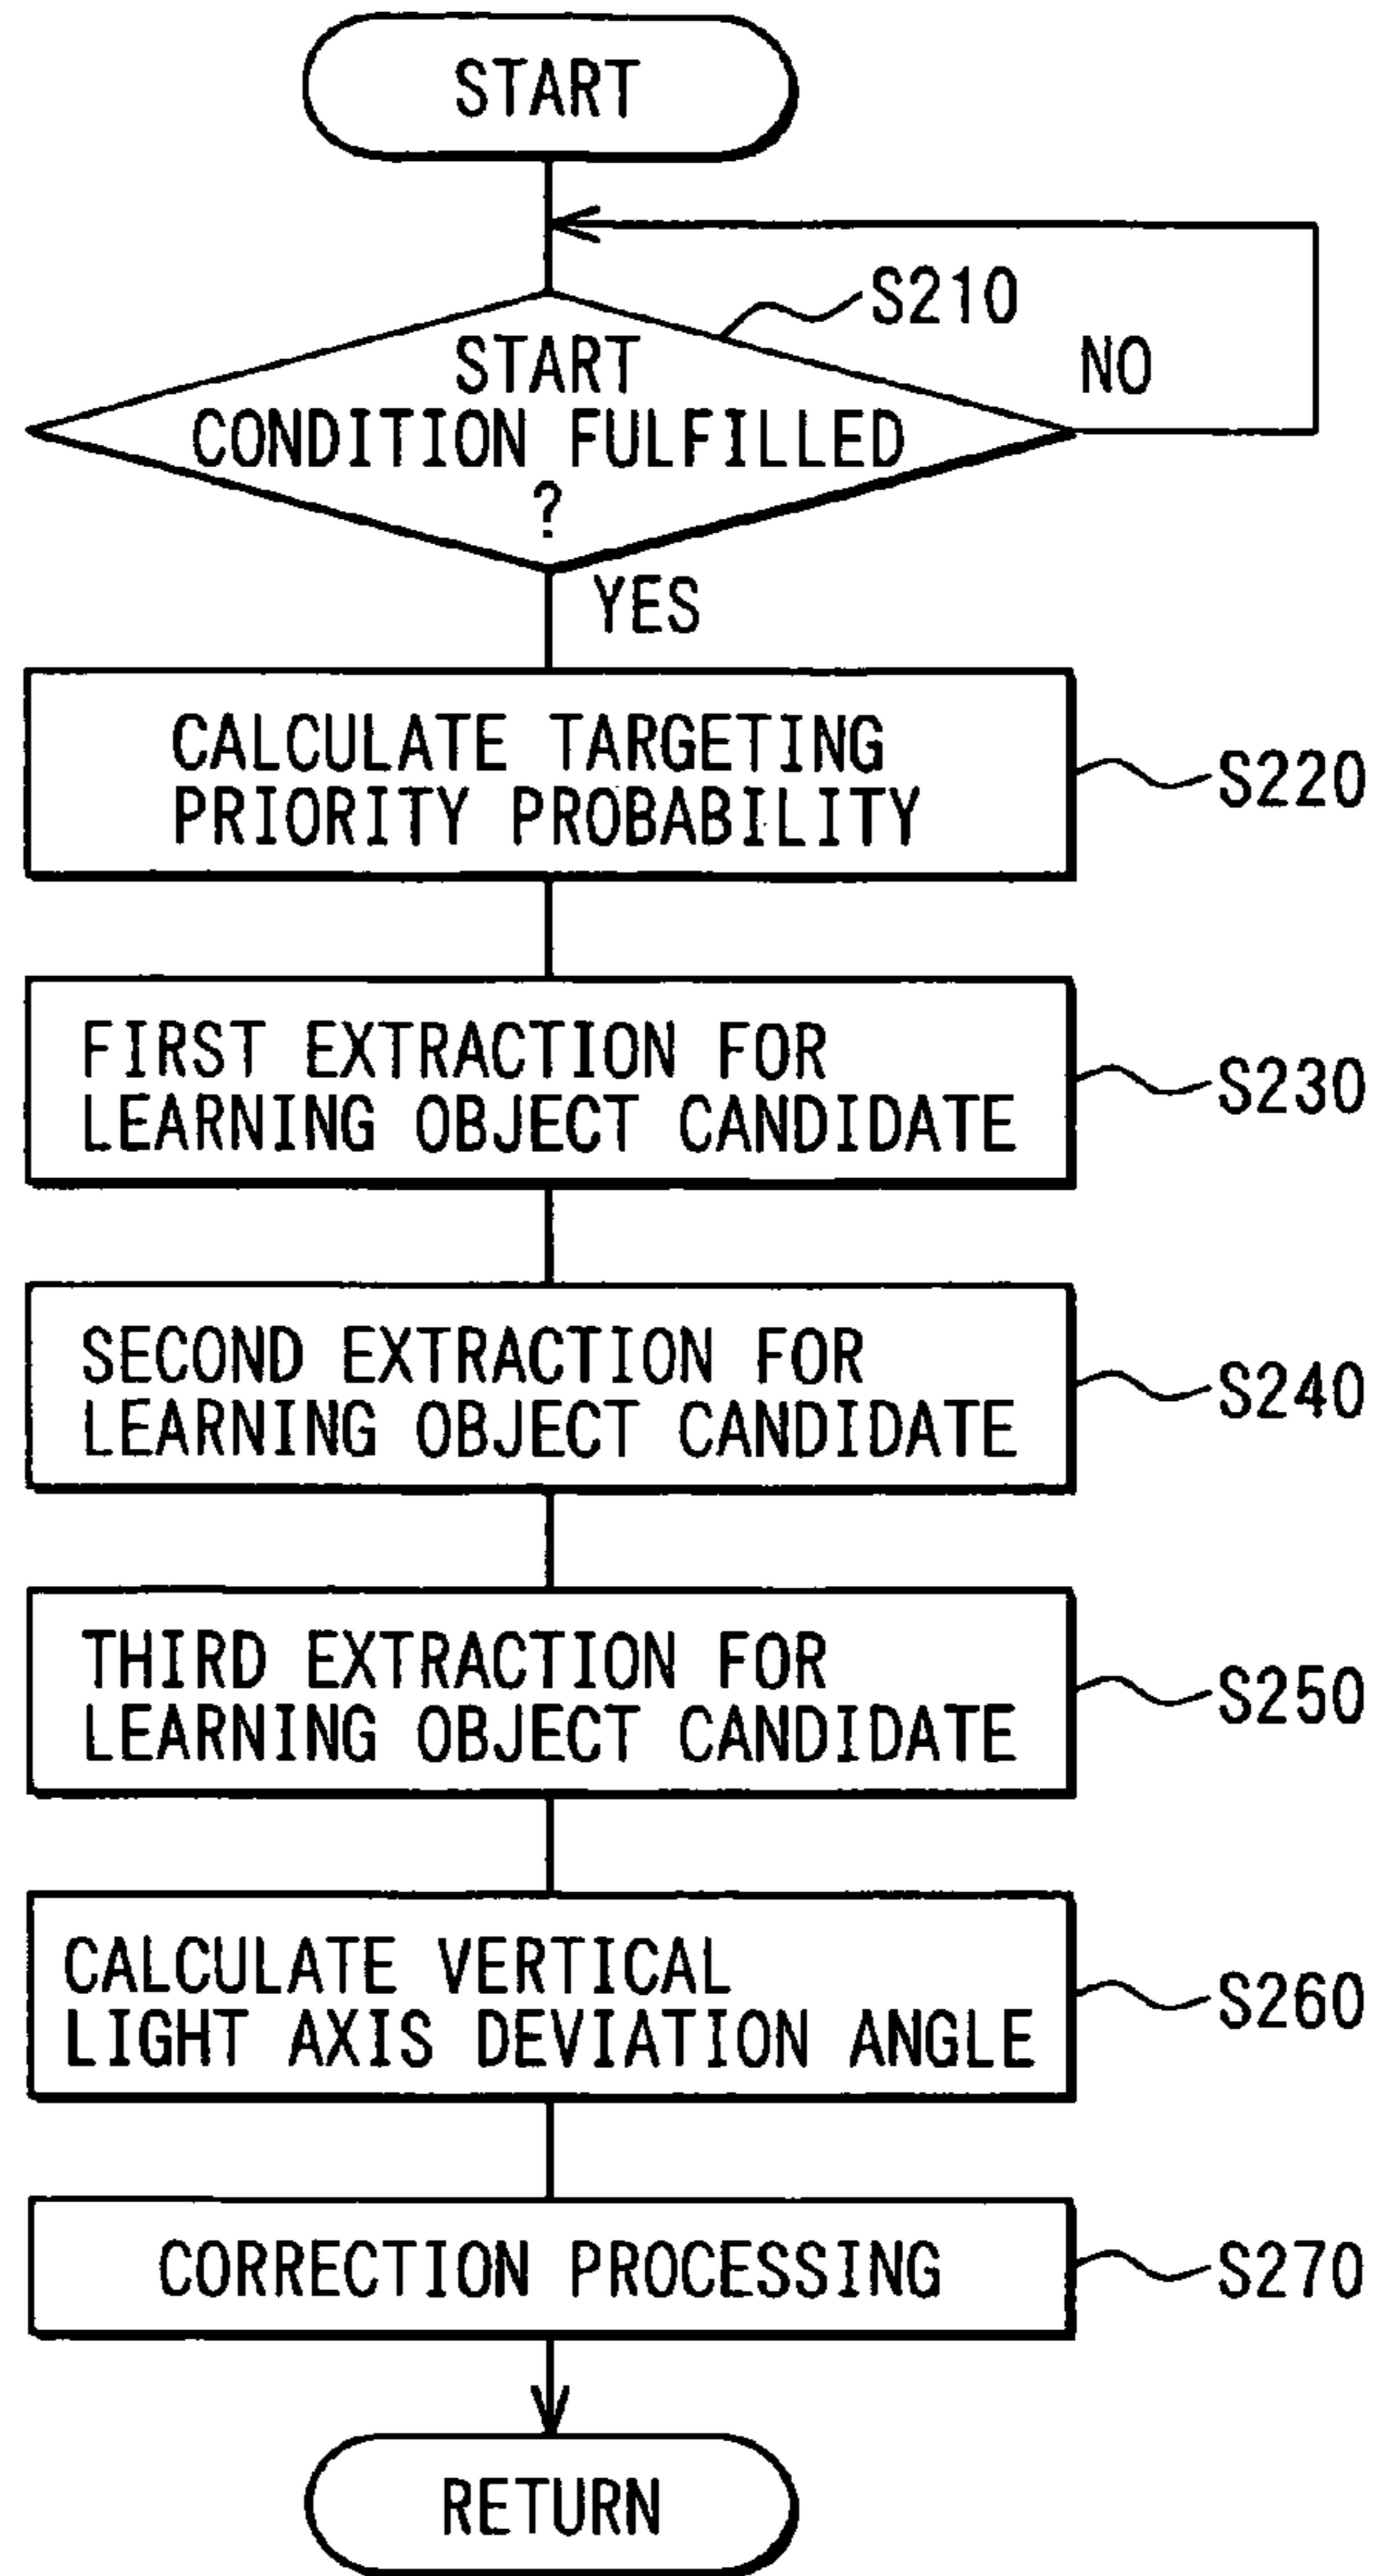 START
S210
START
CONDITION FULFILLED
?
NO
YES
CALCULATE TARGETING
PRIORITY PROBABILITY
S220
FIRST EXTRACTION FOR
LEARNING OBJECT CANDIDATE
S230
SECOND EXTRACTION FOR
LEARNING OBJECT CANDIDATE
S240
THIRD EXTRACTION FOR
LEARNING OBJECT CANDIDATE
S250
CALCULATE VERTICAL
LIGHT AXIS DEVIATION ANGLE
S260
CORRECTION PROCESSING
S270
RETURN